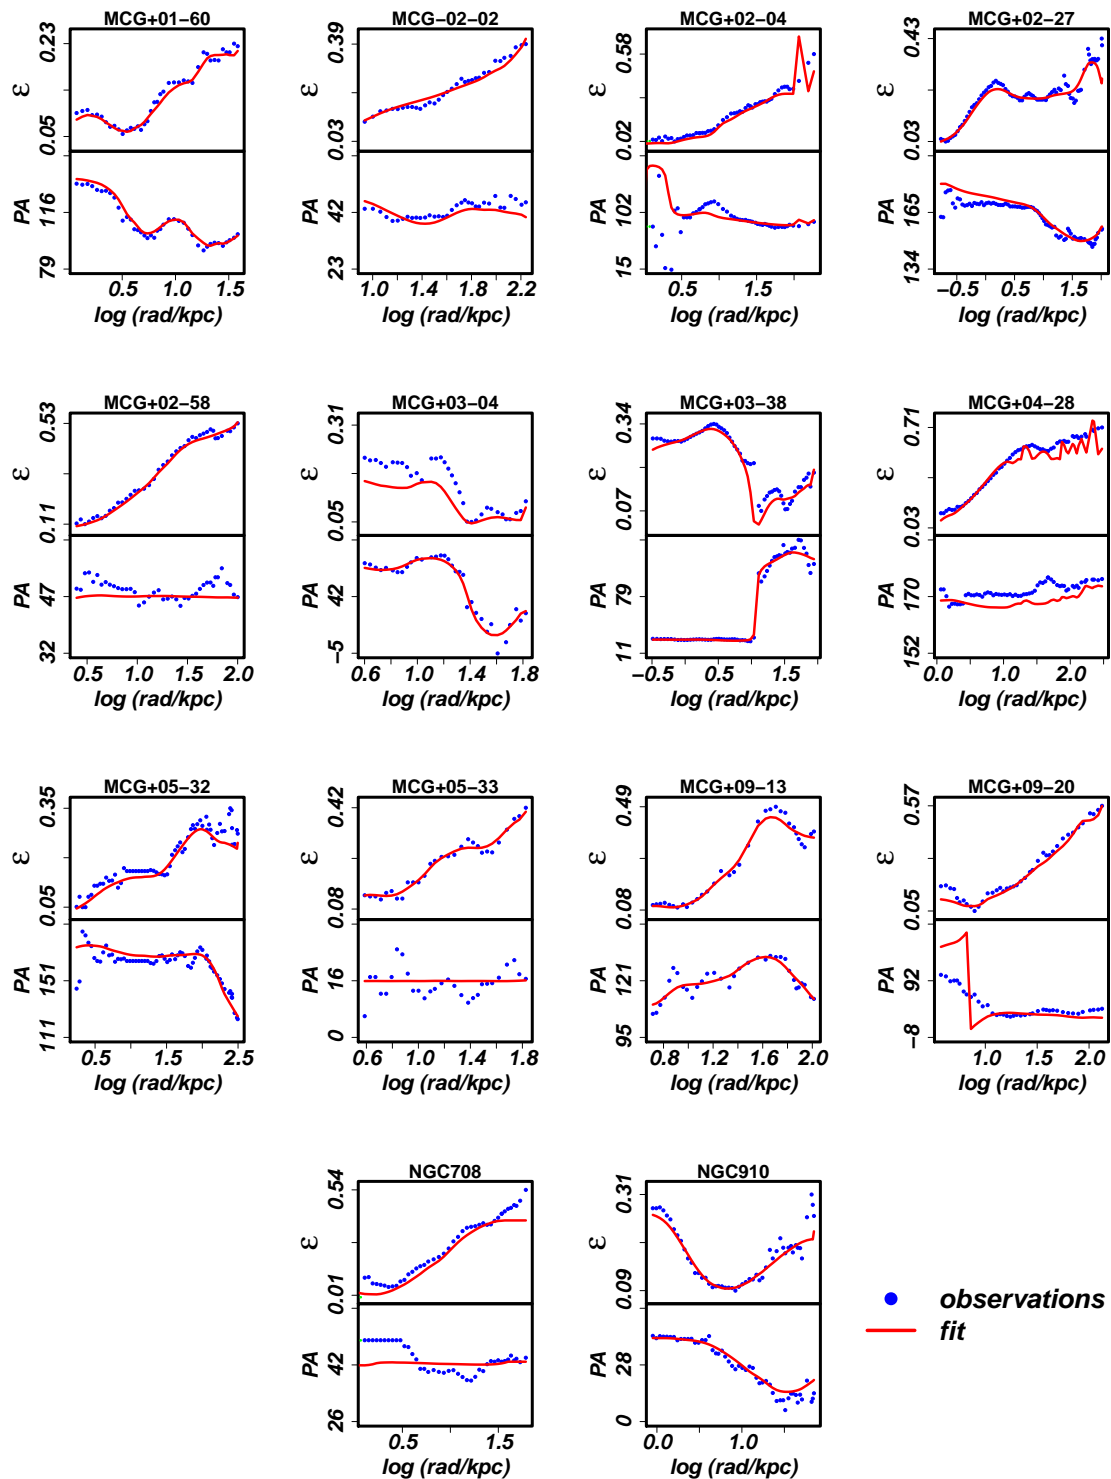 MCG+01−60 MCG−02−02 MCG+02−04 MCG+02−27
ε 0.05 0.23 ε 0.03 0.39 ε 0.02 0.58 ε 0.03 0.43
PA 79 116 PA 23 42 PA 15 102 PA 134 165
0.5 1.0 1.5 1.0 1.4 1.8 2.2 0.5 1.5 −0.5 0.5 1.5
log (rad/kpc) log (rad/kpc) log (rad/kpc) log (rad/kpc)
MCG+02−58 MCG+03−04 MCG+03−38 MCG+04−28
ε 0.11 0.53 ε 0.05 0.31 ε 0.07 0.34 ε 0.03 0.71
PA 32 47 PA −5 42 PA 11 79 PA 152 170
0.5 1.0 1.5 2.0 0.6 1.0 1.4 1.8 −0.5 0.5 1.5 0.0 1.0 2.0
log (rad/kpc) log (rad/kpc) log (rad/kpc) log (rad/kpc)
MCG+05−32 MCG+05−33 MCG+09−13 MCG+09−20
ε 0.05 0.35 ε 0.08 0.42 ε 0.08 0.49 ε 0.05 0.57
PA 111 151 PA 0 16 PA 95 121 PA −8 92
0.5 1.5 2.5 0.6 1.0 1.4 1.8 0.8 1.2 1.6 2.0 1.0 1.5 2.0
log (rad/kpc) log (rad/kpc) log (rad/kpc) log (rad/kpc)
NGC708 NGC910
ε 0.01 0.54 ε 0.09 0.31
PA 26 42 PA 0 28
0.5 1.5 0.0 1.0
log (rad/kpc) log (rad/kpc)
observations
fit